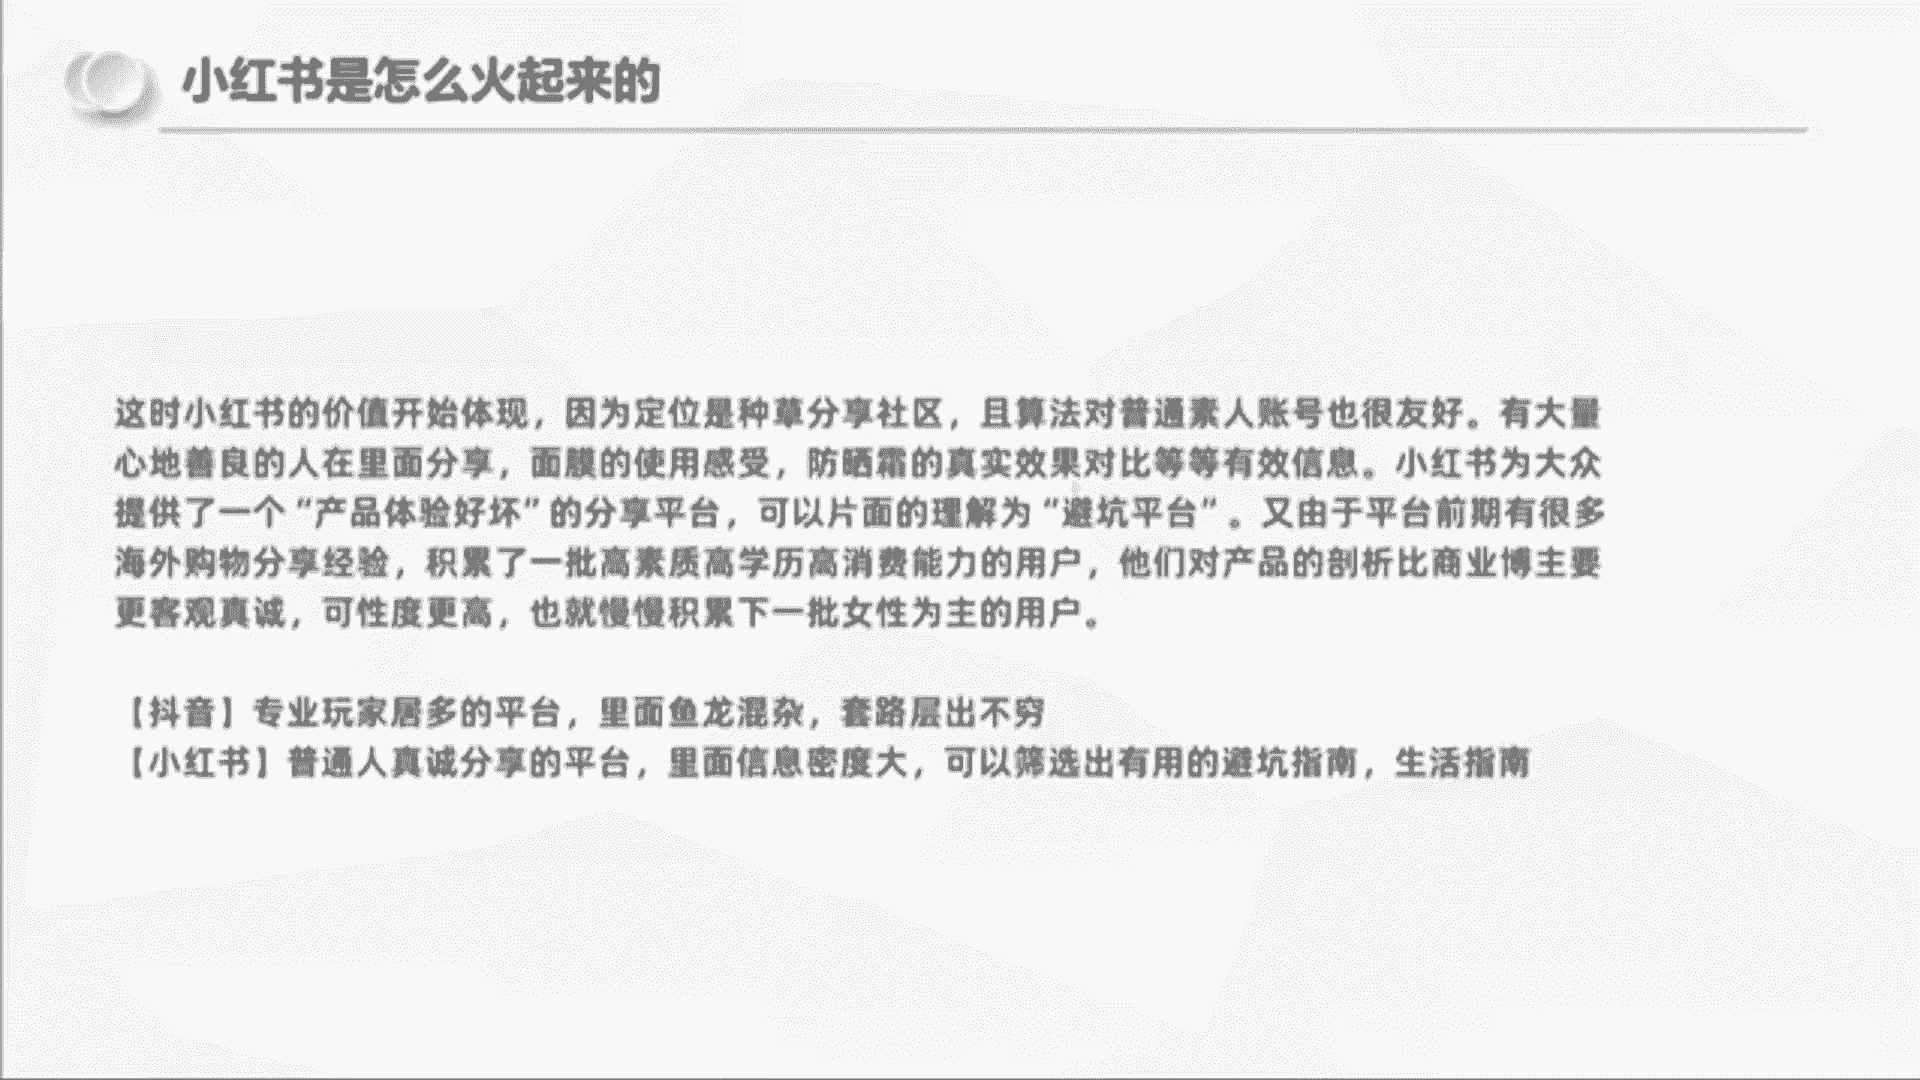 小红书是怎么火起来的
这时小红书的价值开始体现，因为定位是种草分享社区，且算法对普通素人账号也很友好。有大量
心地善良的人在里面分享，面膜的使用感受，防晒霜的真实效果对比等等有效信息。小红书为大众
提供了一个“产品体验好坏”的分享平台，可以片面的理解为“避坑平台”。又由于平台前期有很多
海外购物分享经验，积累了一批高素质高学历高消费能力的用户，他们对产品的剖析比商业博主要
更客观真诚，可性度更高，也就慢慢积累下一批女性为主的用户。
【抖音】专业玩家居多的平台，里面鱼龙混杂，套路层出不穷
【小红书】普通人真诚分享的平台，里面信息密度大，可以筛选出有用的避坑指南，生活指南